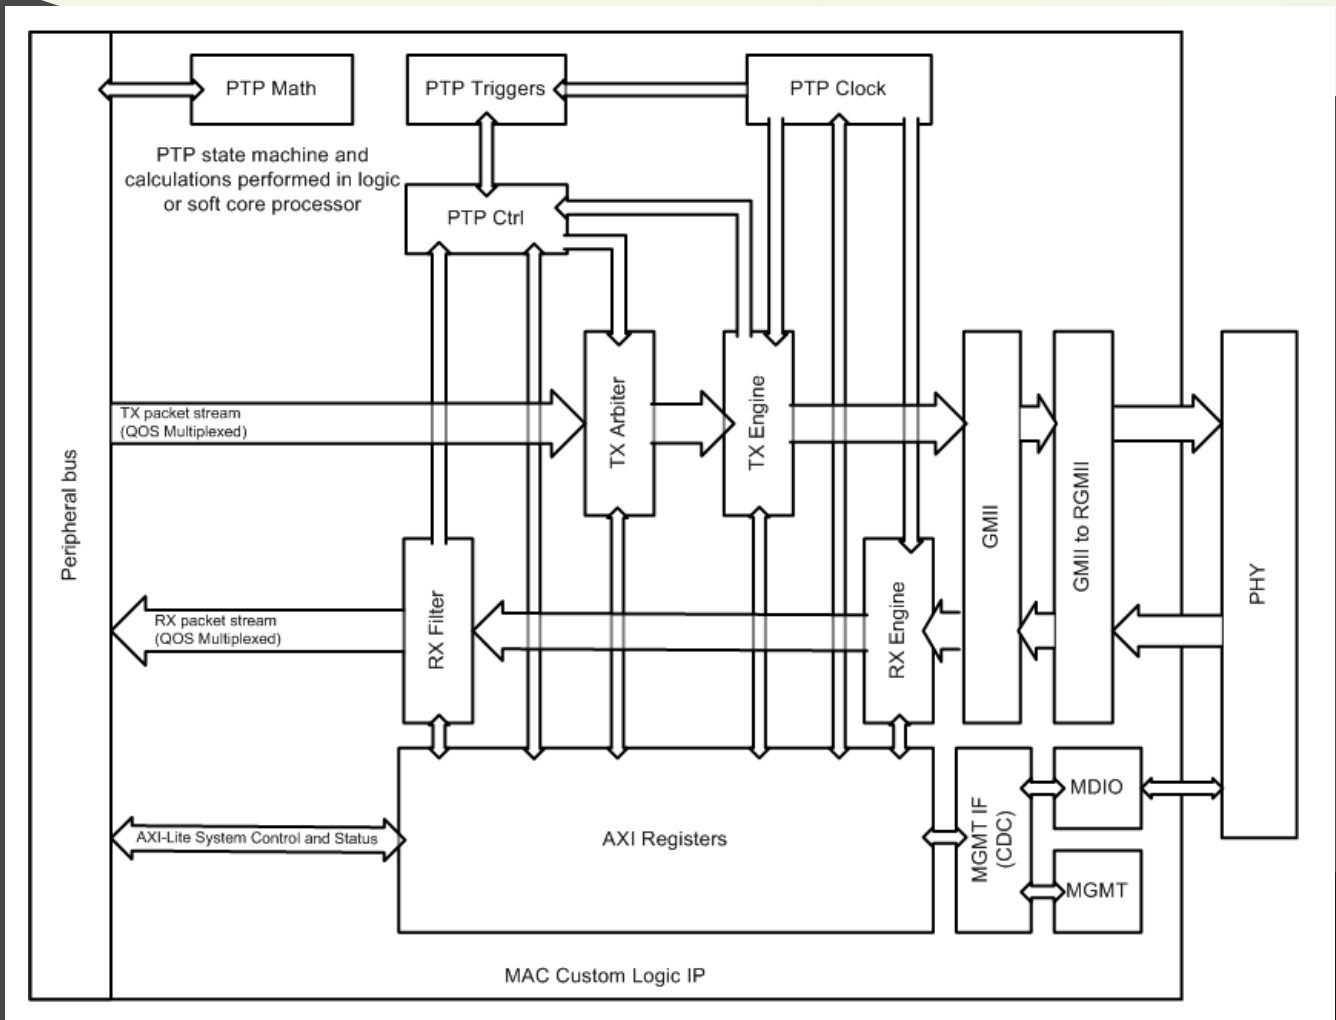 PTP Math
PTP Triggers
PTP Clock
PTP state machine and
calculations performed in logic
or soft core processor
PTP Ctrl
TX packet stream
(QOS Multiplexed)
TX Arbiter
TX Engine
Peripheral bus
GMII
GMII to RGMII
PHY
RX packet stream
(QOS Multiplexed)
RX Filter
RX Engine
AXI-Lite System Control and Status
AXI Registers
MGMT IF
(CDC)
MDIO
MGMT
MAC Custom Logic IP